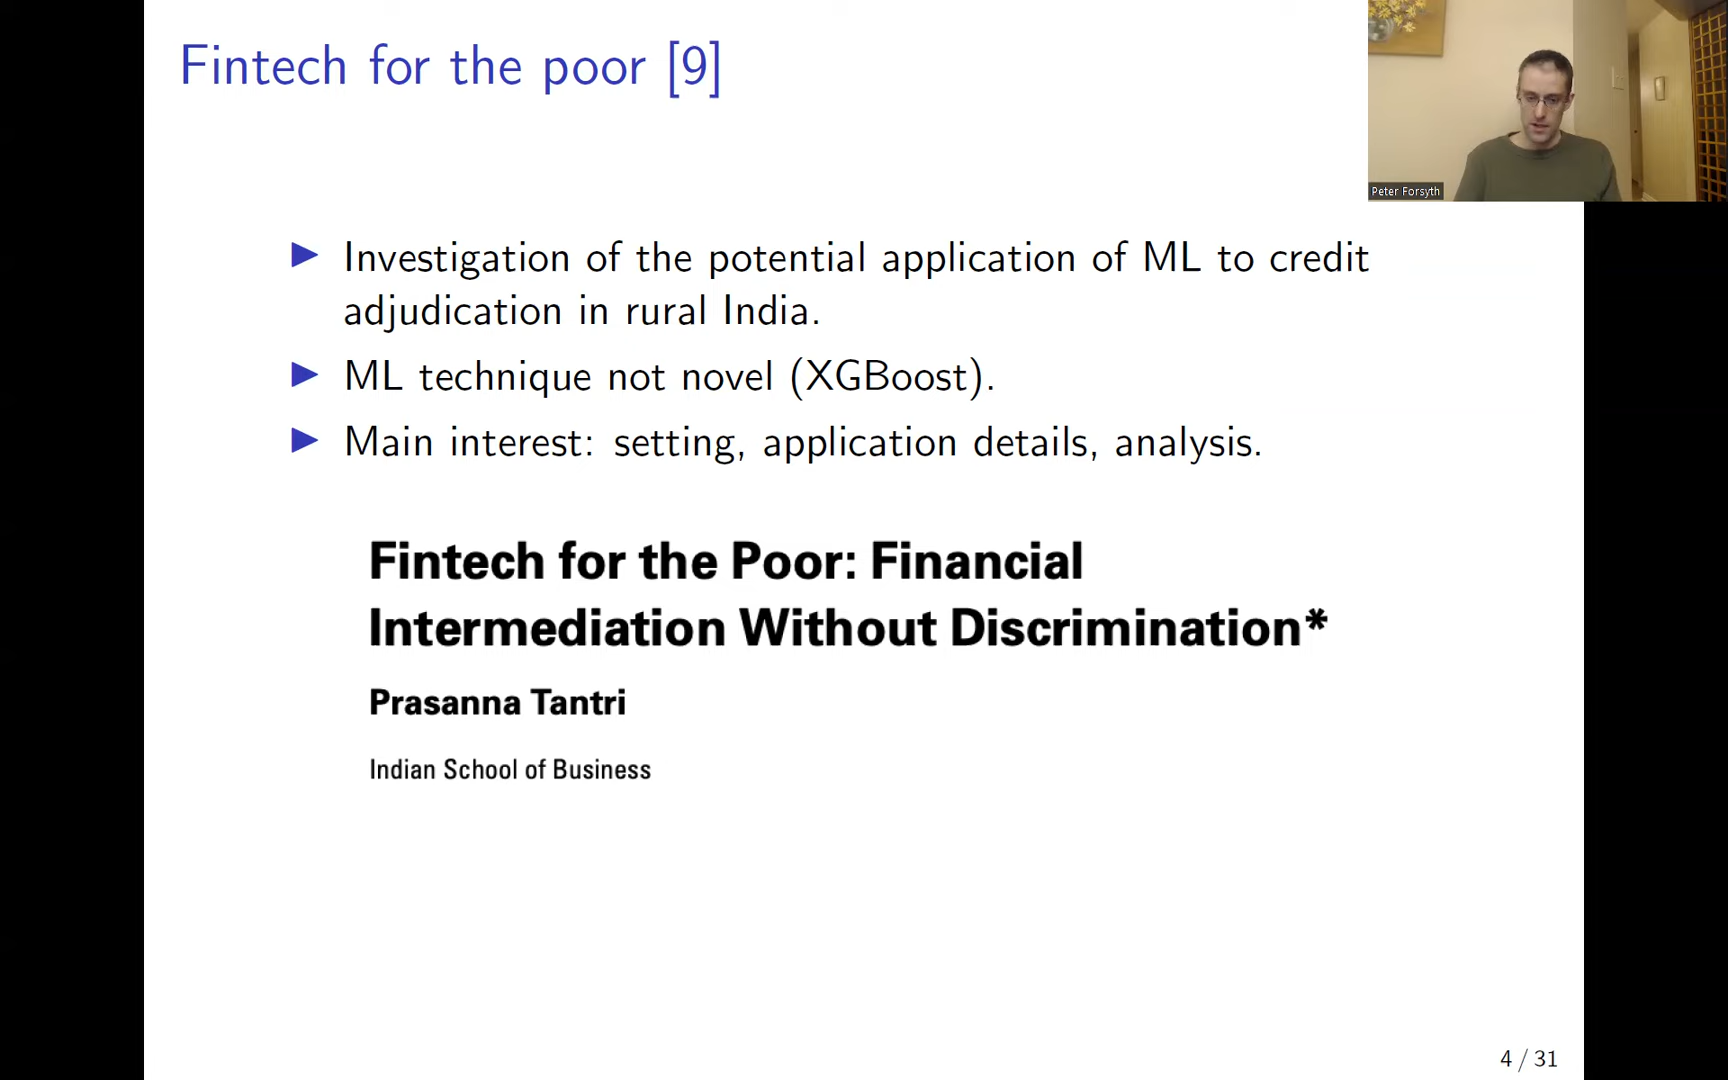 Fintech for the poor [9]
Peter Forsyth
▶ Investigation of the potential application of ML to credit
adjudication in rural India.
▶ ML technique not novel (XGBoost).
▶ Main interest: setting, application details, analysis.
Fintech for the Poor: Financial
Intermediation Without Discrimination*
Prasanna Tantri
Indian School of Business
4 / 31